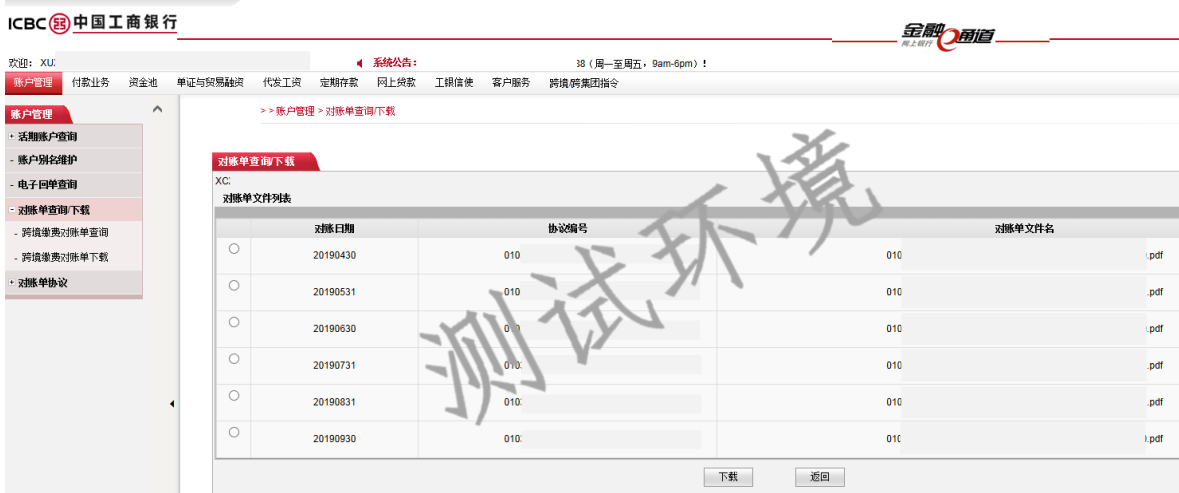 ICBC 中国工商银行
金融e通道
网上银行
欢迎: XU
系统公告:
38 (周一至周五, 9am-6pm) !
账户管理 付款业务 资金池 单证与贸易融资 代发工资 定期存款 网上贷款 工银信使 客户服务 跨境/跨集团指令
账户管理
+ 活期账户查询
- 账户别名维护
- 电子回单查询
- 对账单查询/下载
- 跨境缴费对账单查询
- 跨境缴费对账单下载
+ 对账单协议
> > 账户管理 > 对账单查询/下载
对账单查询/下载
XC:
对账单文件列表
对账日期 协议编号 对账单文件名
20190430 010 010 .pdf
20190531 010 010 .pdf
20190630 010 010 .pdf
20190731 010 010 .pdf
20190831 010 010 .pdf
20190930 010 010 .pdf
下载 返回
测试环境